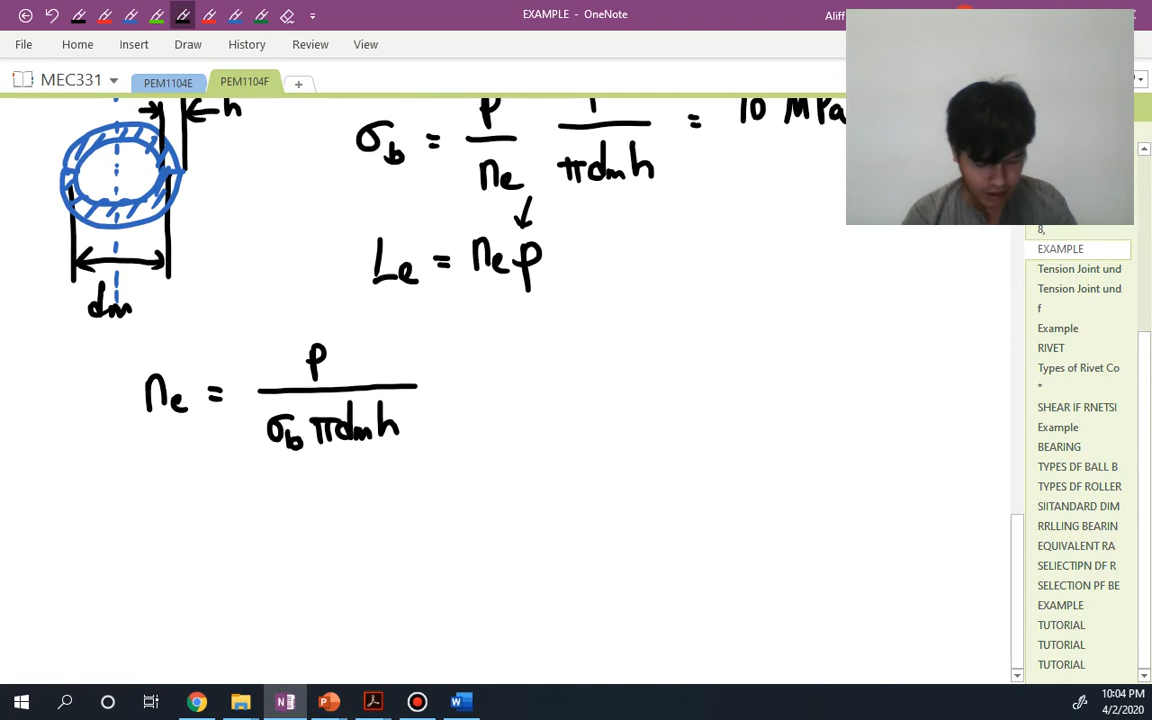 EXAMPLE - OneNote
Aliff
File Home Insert Draw History Review View
MEC331
PEM1104E
PEM1104F
h
σb = P/ne 1/πdmh = 10 MPa
Le = ne p
dm
ne = P/σb πdmh
8,
EXAMPLE
Tension Joint und
Tension Joint und
f
Example
RIVET
Types of Rivet Co
*
SHEAR IF RNETSI
Example
BEARING
TYPES DF BALL B
TYPES DF ROLLER
SIITANDARD DIM
RRLLING BEARIN
EQUIVALENT RA
SELIECTIPN DF R
SELECTION PF BE
EXAMPLE
TUTORIAL
TUTORIAL
TUTORIAL
10:04 PM
4/2/2020